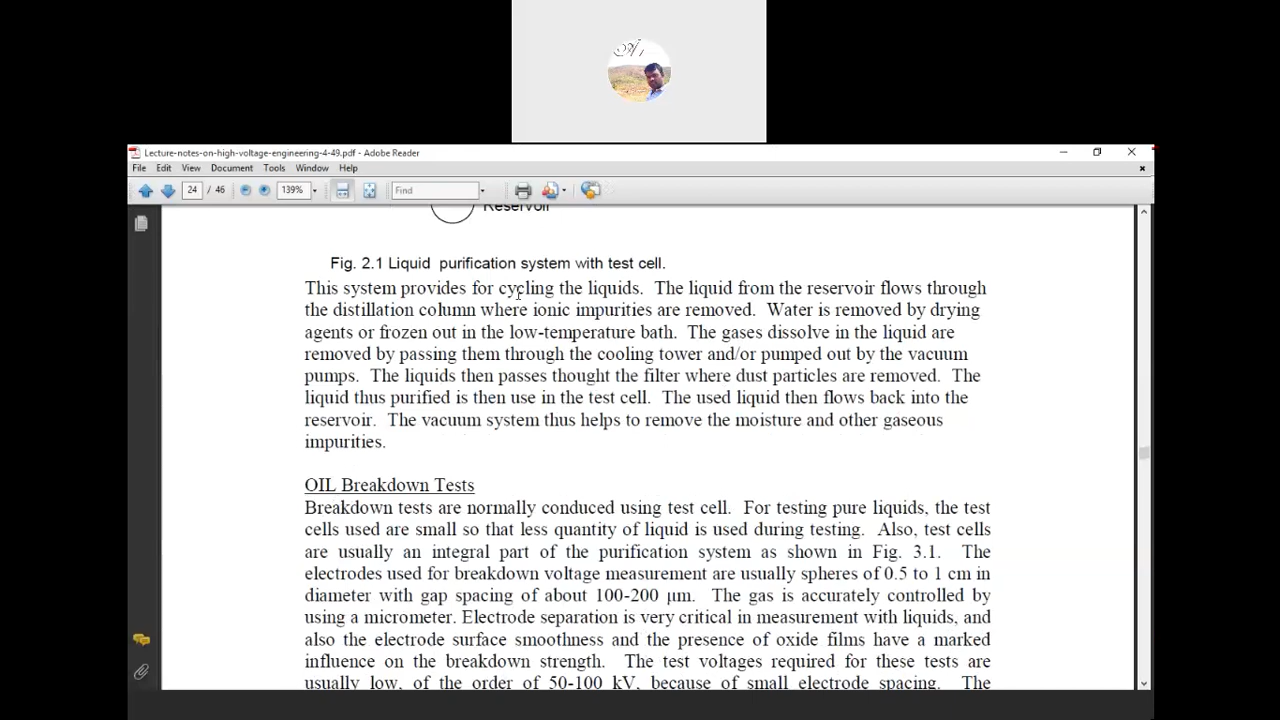 Lecture-notes-on-high-voltage-engineering-4-49.pdf - Adobe Reader
File Edit View Document Tools Window Help
24 / 46 139% Find
Reservoir
Fig. 2.1 Liquid purification system with test cell.
This system provides for cycling the liquids. The liquid from the reservoir flows through
the distillation column where ionic impurities are removed. Water is removed by drying
agents or frozen out in the low-temperature bath. The gases dissolve in the liquid are
removed by passing them through the cooling tower and/or pumped out by the vacuum
pumps. The liquids then passes thought the filter where dust particles are removed. The
liquid thus purified is then use in the test cell. The used liquid then flows back into the
reservoir. The vacuum system thus helps to remove the moisture and other gaseous
impurities.
OIL Breakdown Tests
Breakdown tests are normally conduced using test cell. For testing pure liquids, the test
cells used are small so that less quantity of liquid is used during testing. Also, test cells
are usually an integral part of the purification system as shown in Fig. 3.1. The
electrodes used for breakdown voltage measurement are usually spheres of 0.5 to 1 cm in
diameter with gap spacing of about 100-200 μm. The gas is accurately controlled by
using a micrometer. Electrode separation is very critical in measurement with liquids, and
also the electrode surface smoothness and the presence of oxide films have a marked
influence on the breakdown strength. The test voltages required for these tests are
usually low, of the order of 50-100 kV, because of small electrode spacing. The